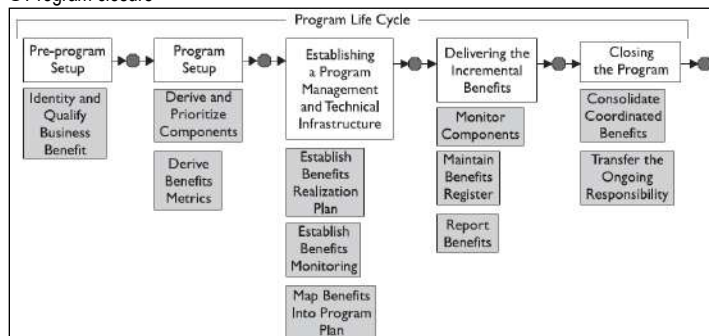 Program closure
Program Life Cycle
Pre-program
Setup
Identity and
Qualify
Business
Benefit
Program
Setup
Derive and
Prioritize
Components
Derive
Benefits
Metrics
Establishing
a Program
Management
and Technical
Infrastructure
Establish
Benefits
Realization
Plan
Establish
Benefits
Monitoring
Map Benefits
Into Program
Plan
Delivering the
Incremental
Benefits
Monitor
Components
Maintain
Benefits
Register
Report
Benefits
Closing
the Program
Consolidate
Coordinated
Benefits
Transfer the
Ongoing
Responsibility